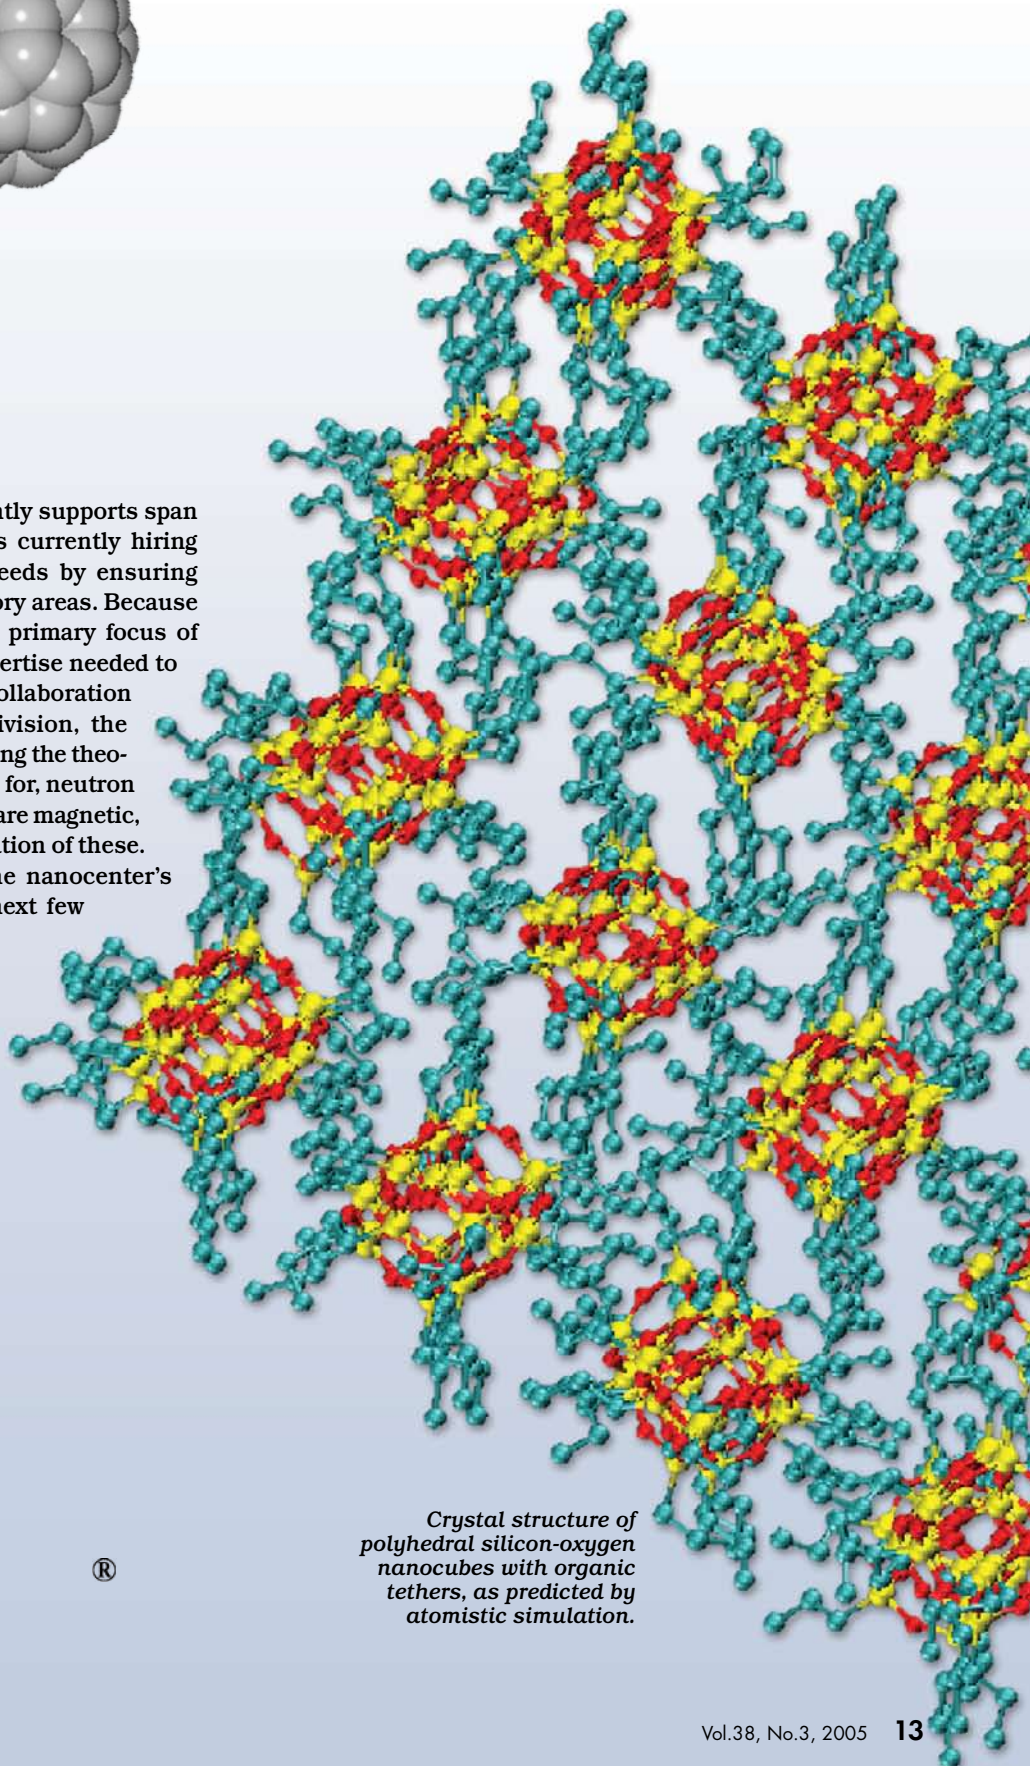 ntly supports span
s currently hiring
eeds by ensuring
ory areas. Because
primary focus of
ertise needed to
ollaboration
ivision, the
ng the theo-
for, neutron
are magnetic,
tion of these.
ne nanocenter's
next few
®
Crystal structure of
polyhedral silicon-oxygen
nanocubes with organic
tethers, as predicted by
atomistic simulation.
Vol.38, No.3, 2005 13